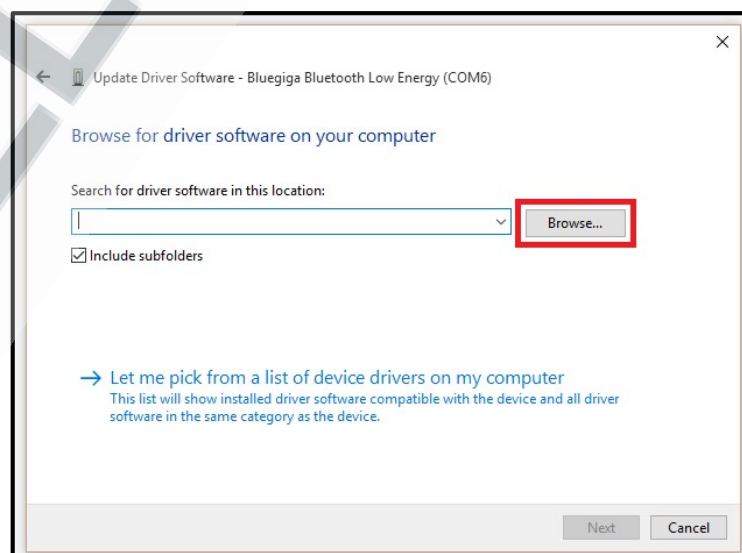 Update Driver Software - Bluegiga Bluetooth Low Energy (COM6)
Browse for driver software on your computer
Search for driver software in this location:
Browse...
Include subfolders
Let me pick from a list of device drivers on my computer
This list will show installed driver software compatible with the device and all driver
software in the same category as the device.
Next
Cancel